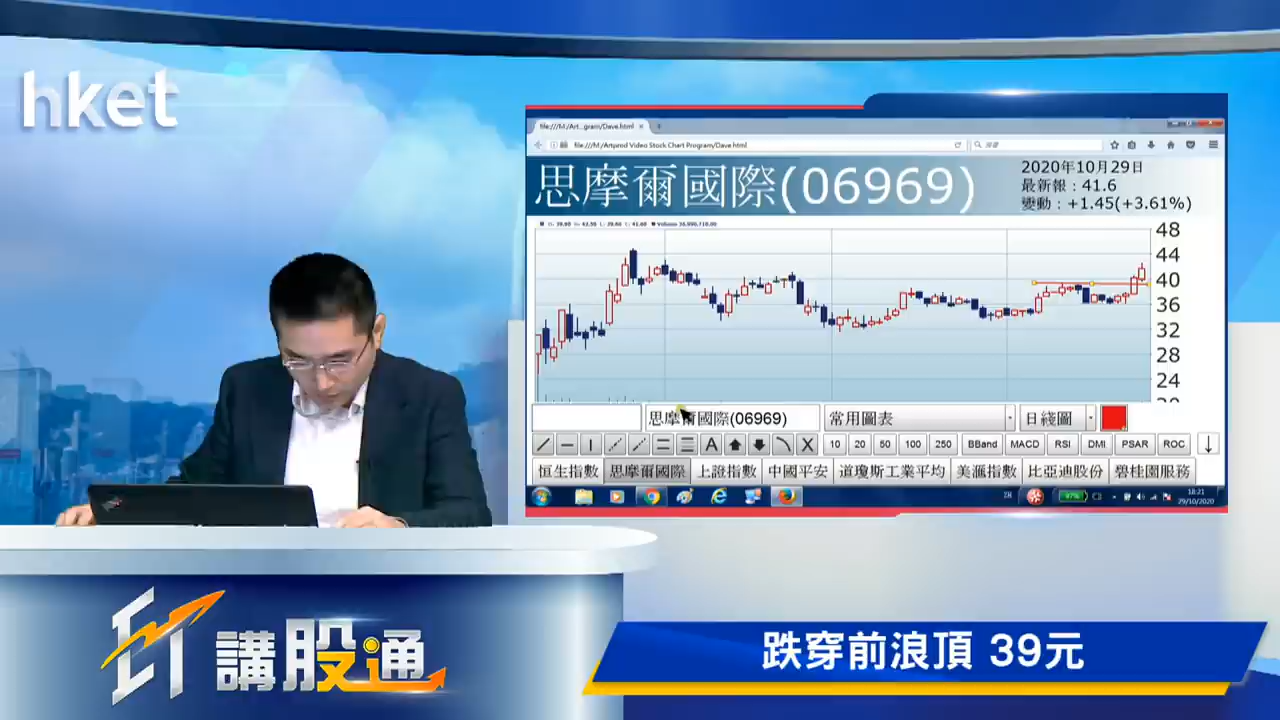 hket
file:///M:/Art...gram/Dave.html
file:///M:/Artprod Video Stock Chart Program/Dave.html
思摩爾國際(06969)
2020年10月29日
最新報：41.6
變動：+1.45(+3.61%)
48
44
40
36
32
28
24
思摩爾國際(06969)
常用圖表
日綫圖
A
X
10
20
50
100
250
BBand
MACD
RSI
DMI
PSAR
ROC
恒生指數
思摩爾國際
上證指數
中國平安
道瓊斯工業平均
美滙指數
比亞迪股份
碧桂園服務
97%
18:21
29/10/2020
ET 講股通
跌穿前浪頂 39元